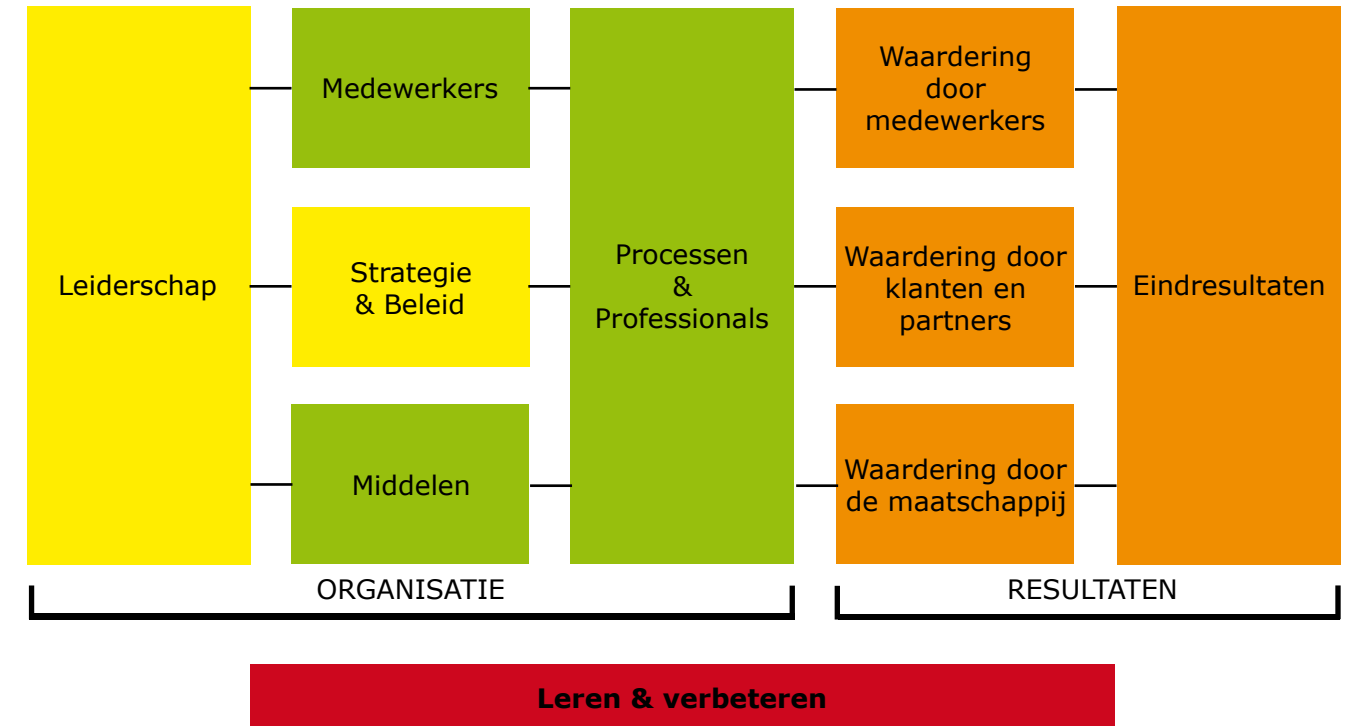 Leiderschap
Medewerkers
Strategie
& Beleid
Middelen
Processen
&
Professionals
Waardering
door
medewerkers
Waardering door
klanten en
partners
Waardering door
de maatschappij
Eindresultaten
ORGANISATIE
RESULTATEN
Leren & verbeteren